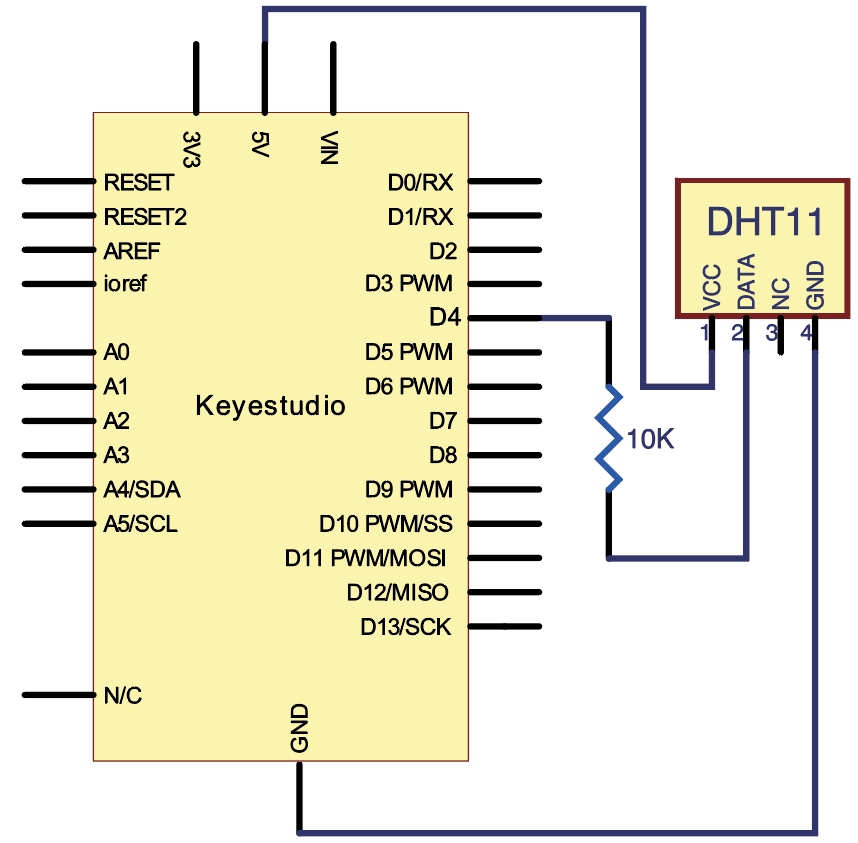 3V3
5V
VIN
RESET
RESET2
AREF
ioref
A0
A1
A2
A3
A4/SDA
A5/SCL
N/C
Keyestudio
D0/RX
D1/RX
D2
D3 PWM
D4
D5 PWM
D6 PWM
D7
D8
D9 PWM
D10 PWM/SS
D11 PWM/MOSI
D12/MISO
D13/SCK
GND
10K
DHT11
VCC
DATA
NC
GND
1
2
3
4